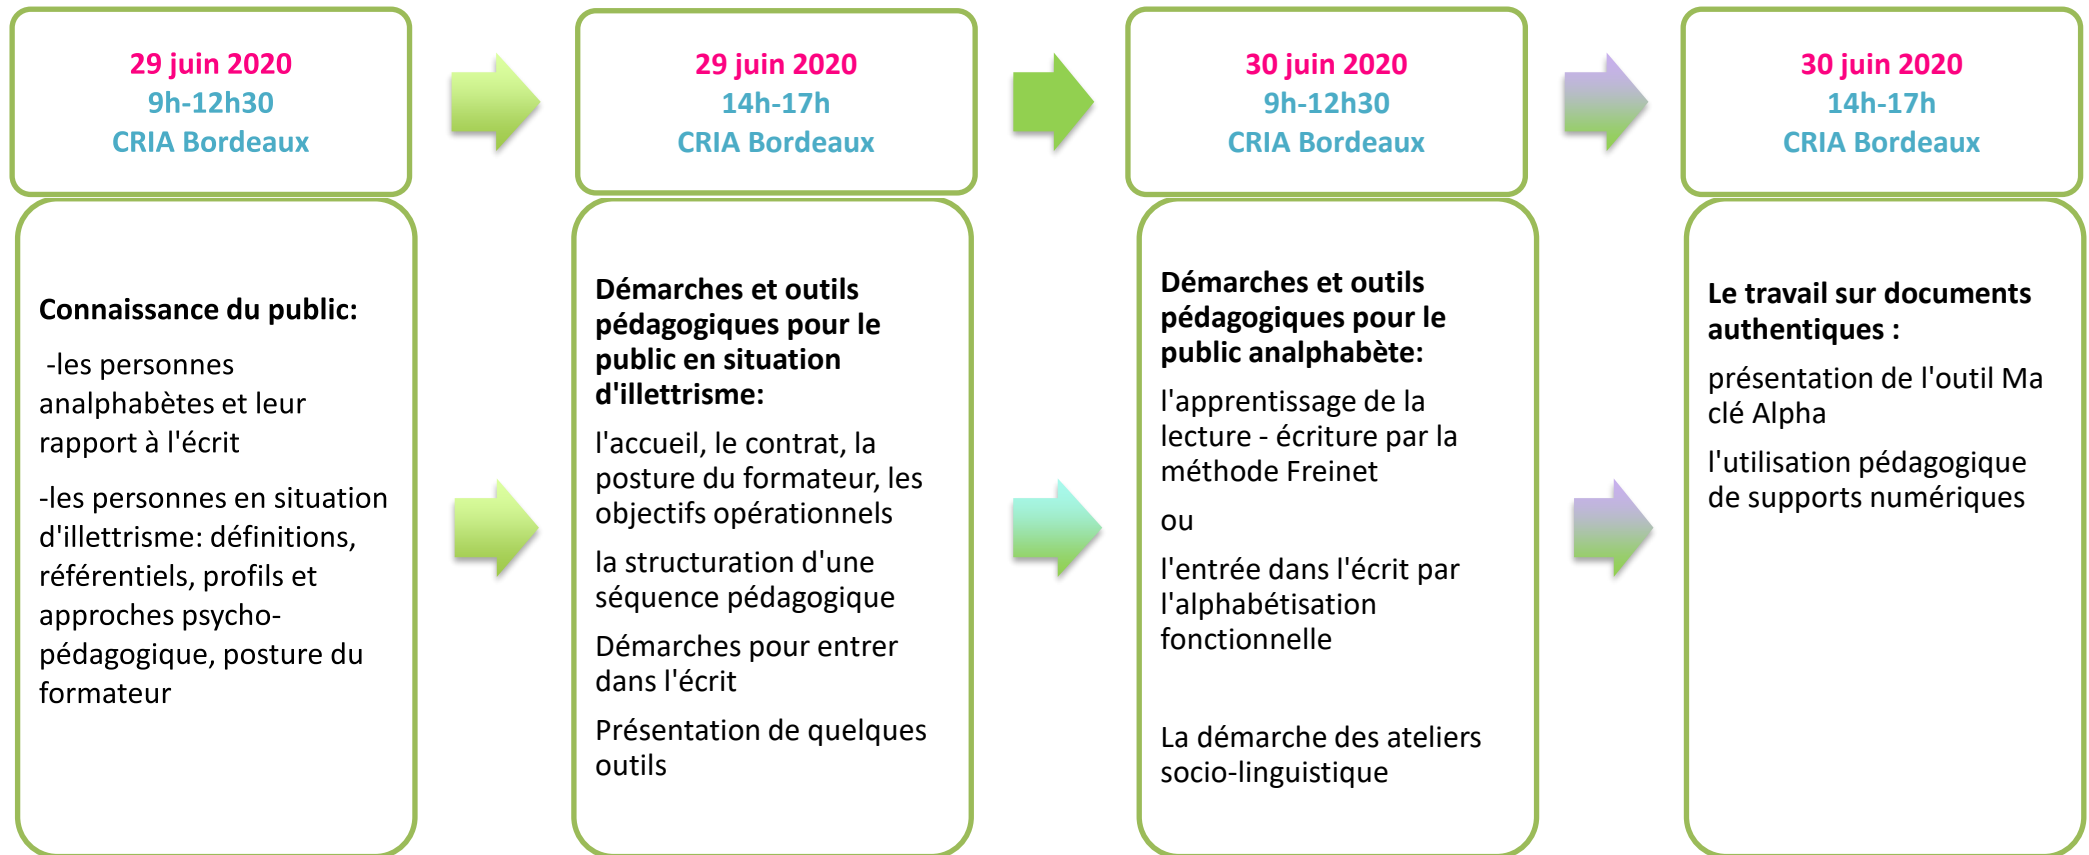 29 juin 2020
9h-12h30
CRIA Bordeaux
Connaissance du public:
-les personnes
analphabètes et leur
rapport à l'écrit
-les personnes en situation
d'illettrisme: définitions,
référentiels, profils et
approches psycho-
pédagogique, posture du
formateur
29 juin 2020
14h-17h
CRIA Bordeaux
Démarches et outils
pédagogiques pour le
public en situation
d'illettrisme:
l'accueil, le contrat, la
posture du formateur, les
objectifs opérationnels
la structuration d'une
séquence pédagogique
Démarches pour entrer
dans l'écrit
Présentation de quelques
outils
30 juin 2020
9h-12h30
CRIA Bordeaux
Démarches et outils
pédagogiques pour le
public analphabète:
l'apprentissage de la
lecture - écriture par la
méthode Freinet
ou
l'entrée dans l'écrit par
l'alphabétisation
fonctionnelle
La démarche des ateliers
socio-linguistique
30 juin 2020
14h-17h
CRIA Bordeaux
Le travail sur documents
authentiques :
présentation de l'outil Ma
clé Alpha
l'utilisation pédagogique
de supports numériques